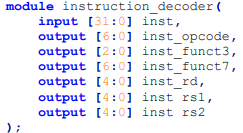 module instruction_decoder(
input [31:0] inst,
output [6:0] inst_opcode,
output [2:0] inst_funct3,
output [6:0] inst_funct7,
output [4:0] inst_rd,
output [4:0] inst_rs1,
output [4:0] inst_rs2
);